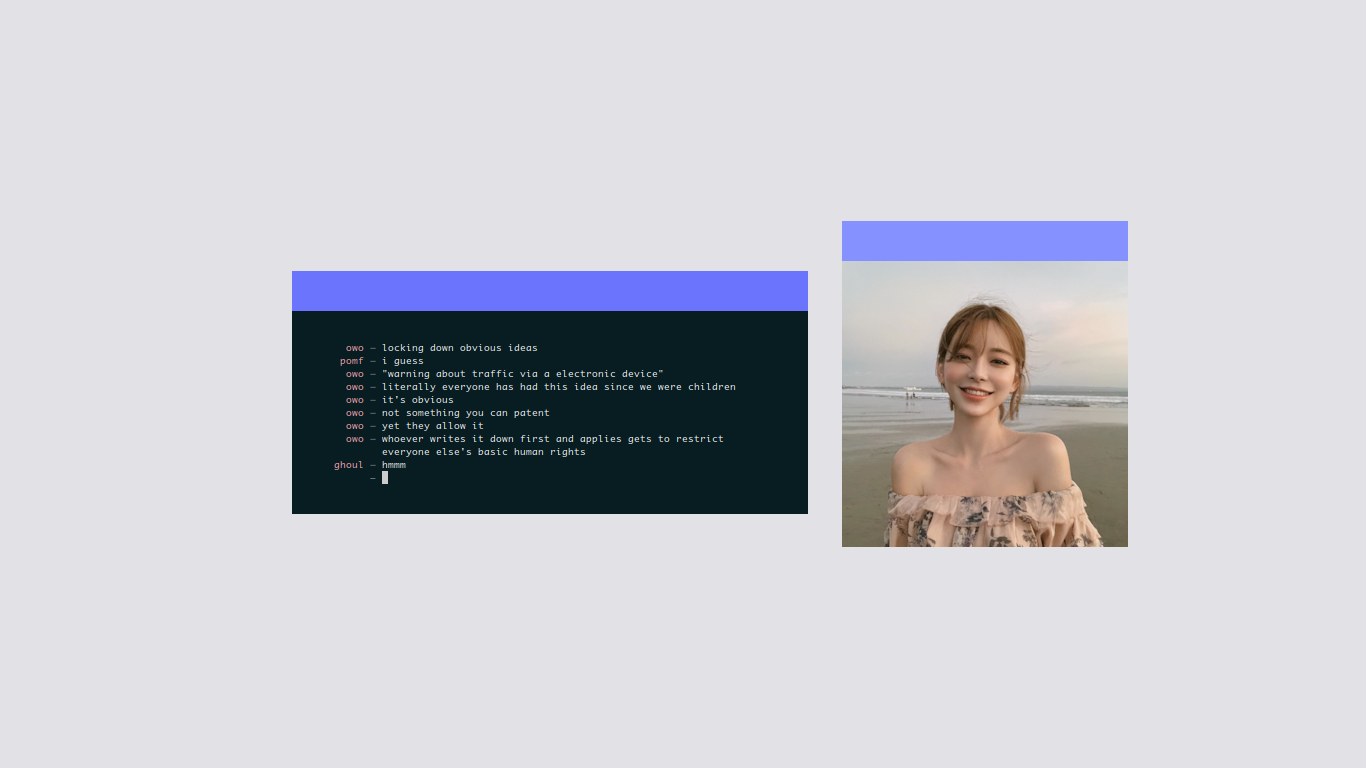 owo — locking down obvious ideas
pomf — i guess
owo — "warning about traffic via a electronic device"
owo — literally everyone has had this idea since we were children
owo — it's obvious
owo — not something you can patent
owo — yet they allow it
owo — whoever writes it down first and applies gets to restrict
everyone else's basic human rights
ghoul — hmmm
—